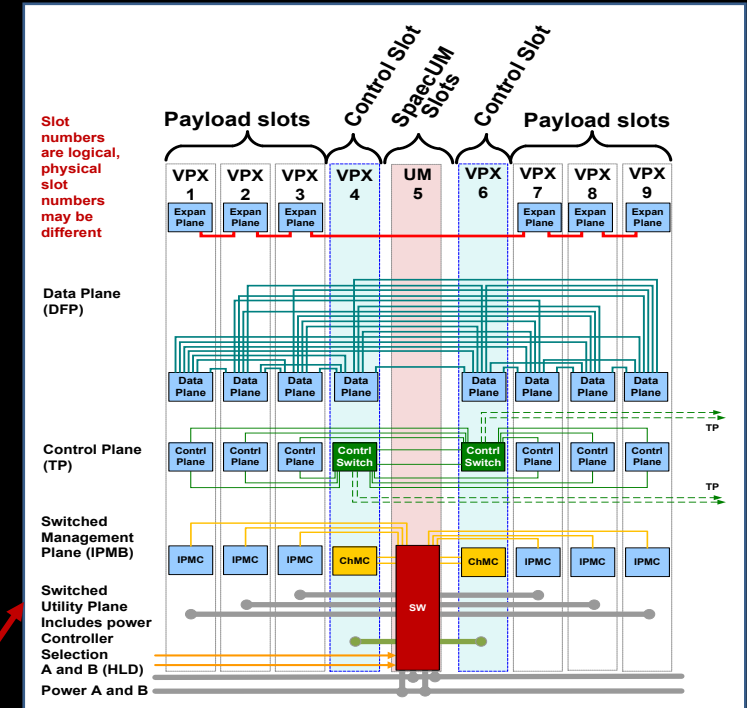 Control Slot
SpaecUM
Slots
Control Slot
Slot
numbers
are logical,
physical
slot
numbers
may be
different
Payload slots
Payload slots
VPX
1
VPX
2
VPX
3
VPX
4
UM
5
VPX
6
VPX
7
VPX
8
VPX
9
Expan
Plane
Expan
Plane
Expan
Plane
Expan
Plane
Expan
Plane
Expan
Plane
Data Plane
(DFP)
Data
Plane
Data
Plane
Data
Plane
Data
Plane
Data
Plane
Data
Plane
Data
Plane
Data
Plane
TP
Control Plane
(TP)
Contrl
Plane
Contrl
Plane
Contrl
Plane
Contrl
Switch
Contrl
Switch
Contrl
Plane
Contrl
Plane
Contrl
Plane
TP
Switched
Management
Plane (IPMB)
IPMC
IPMC
IPMC
ChMC
ChMC
IPMC
IPMC
IPMC
SW
Switched
Utility Plane
Includes power
Controller
Selection
A and B (HLD)
Power A and B